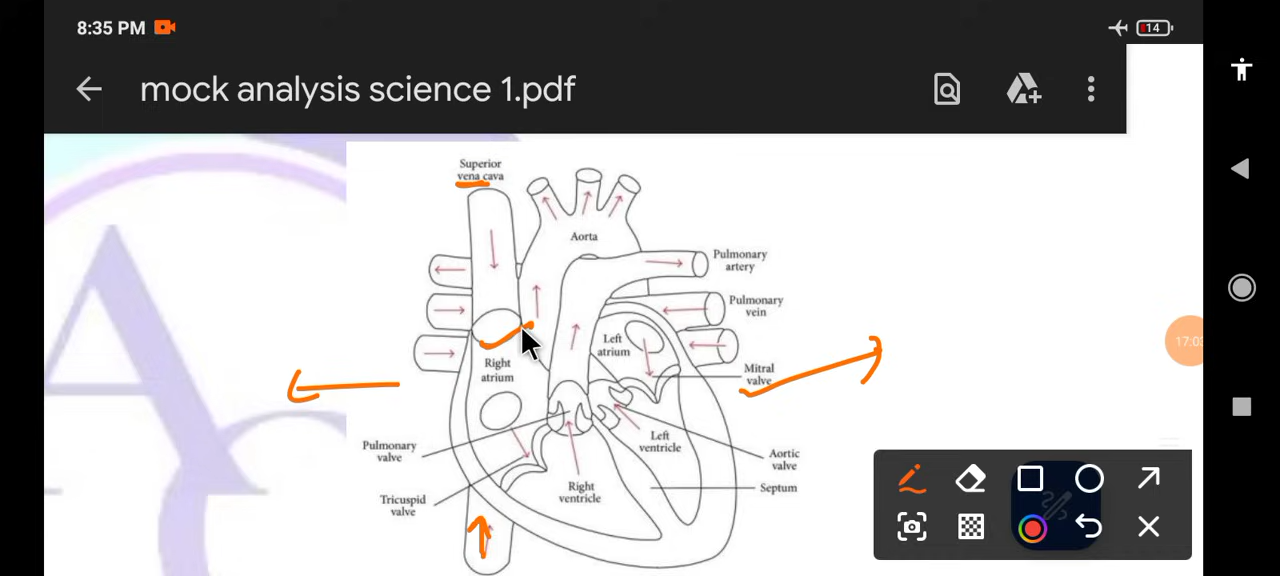 8:35 PM
14
mock analysis science 1.pdf
Superior
vena cava
Aorta
Pulmonary
artery
Pulmonary
vein
Left
atrium
Right
atrium
Mitral
valve
Pulmonary
valve
Left
ventricle
Aortic
valve
Tricuspid
valve
Right
ventricle
Septum